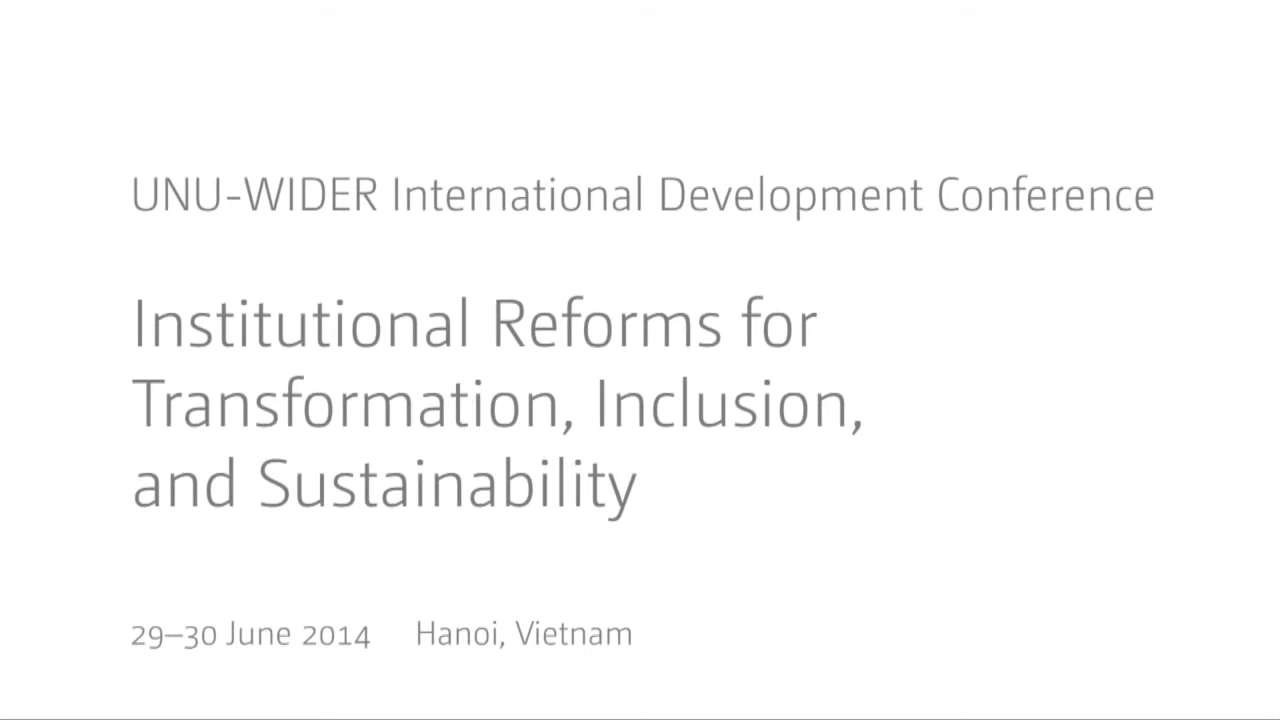 UNU-WIDER International Development Conference
Institutional Reforms for
Transformation, Inclusion,
and Sustainability
29–30 June 2014 Hanoi, Vietnam